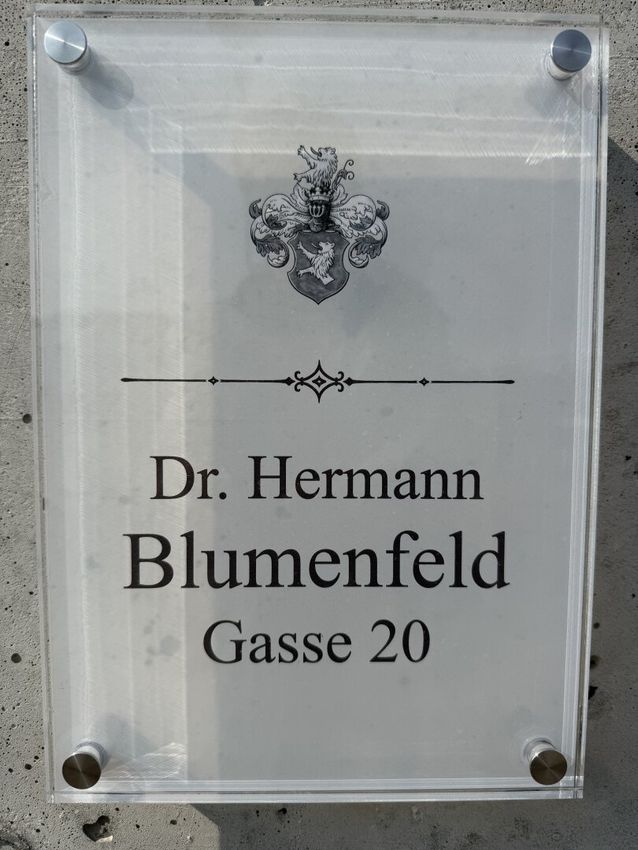 Dr. Hermann
Blumenfeld
Gasse 20